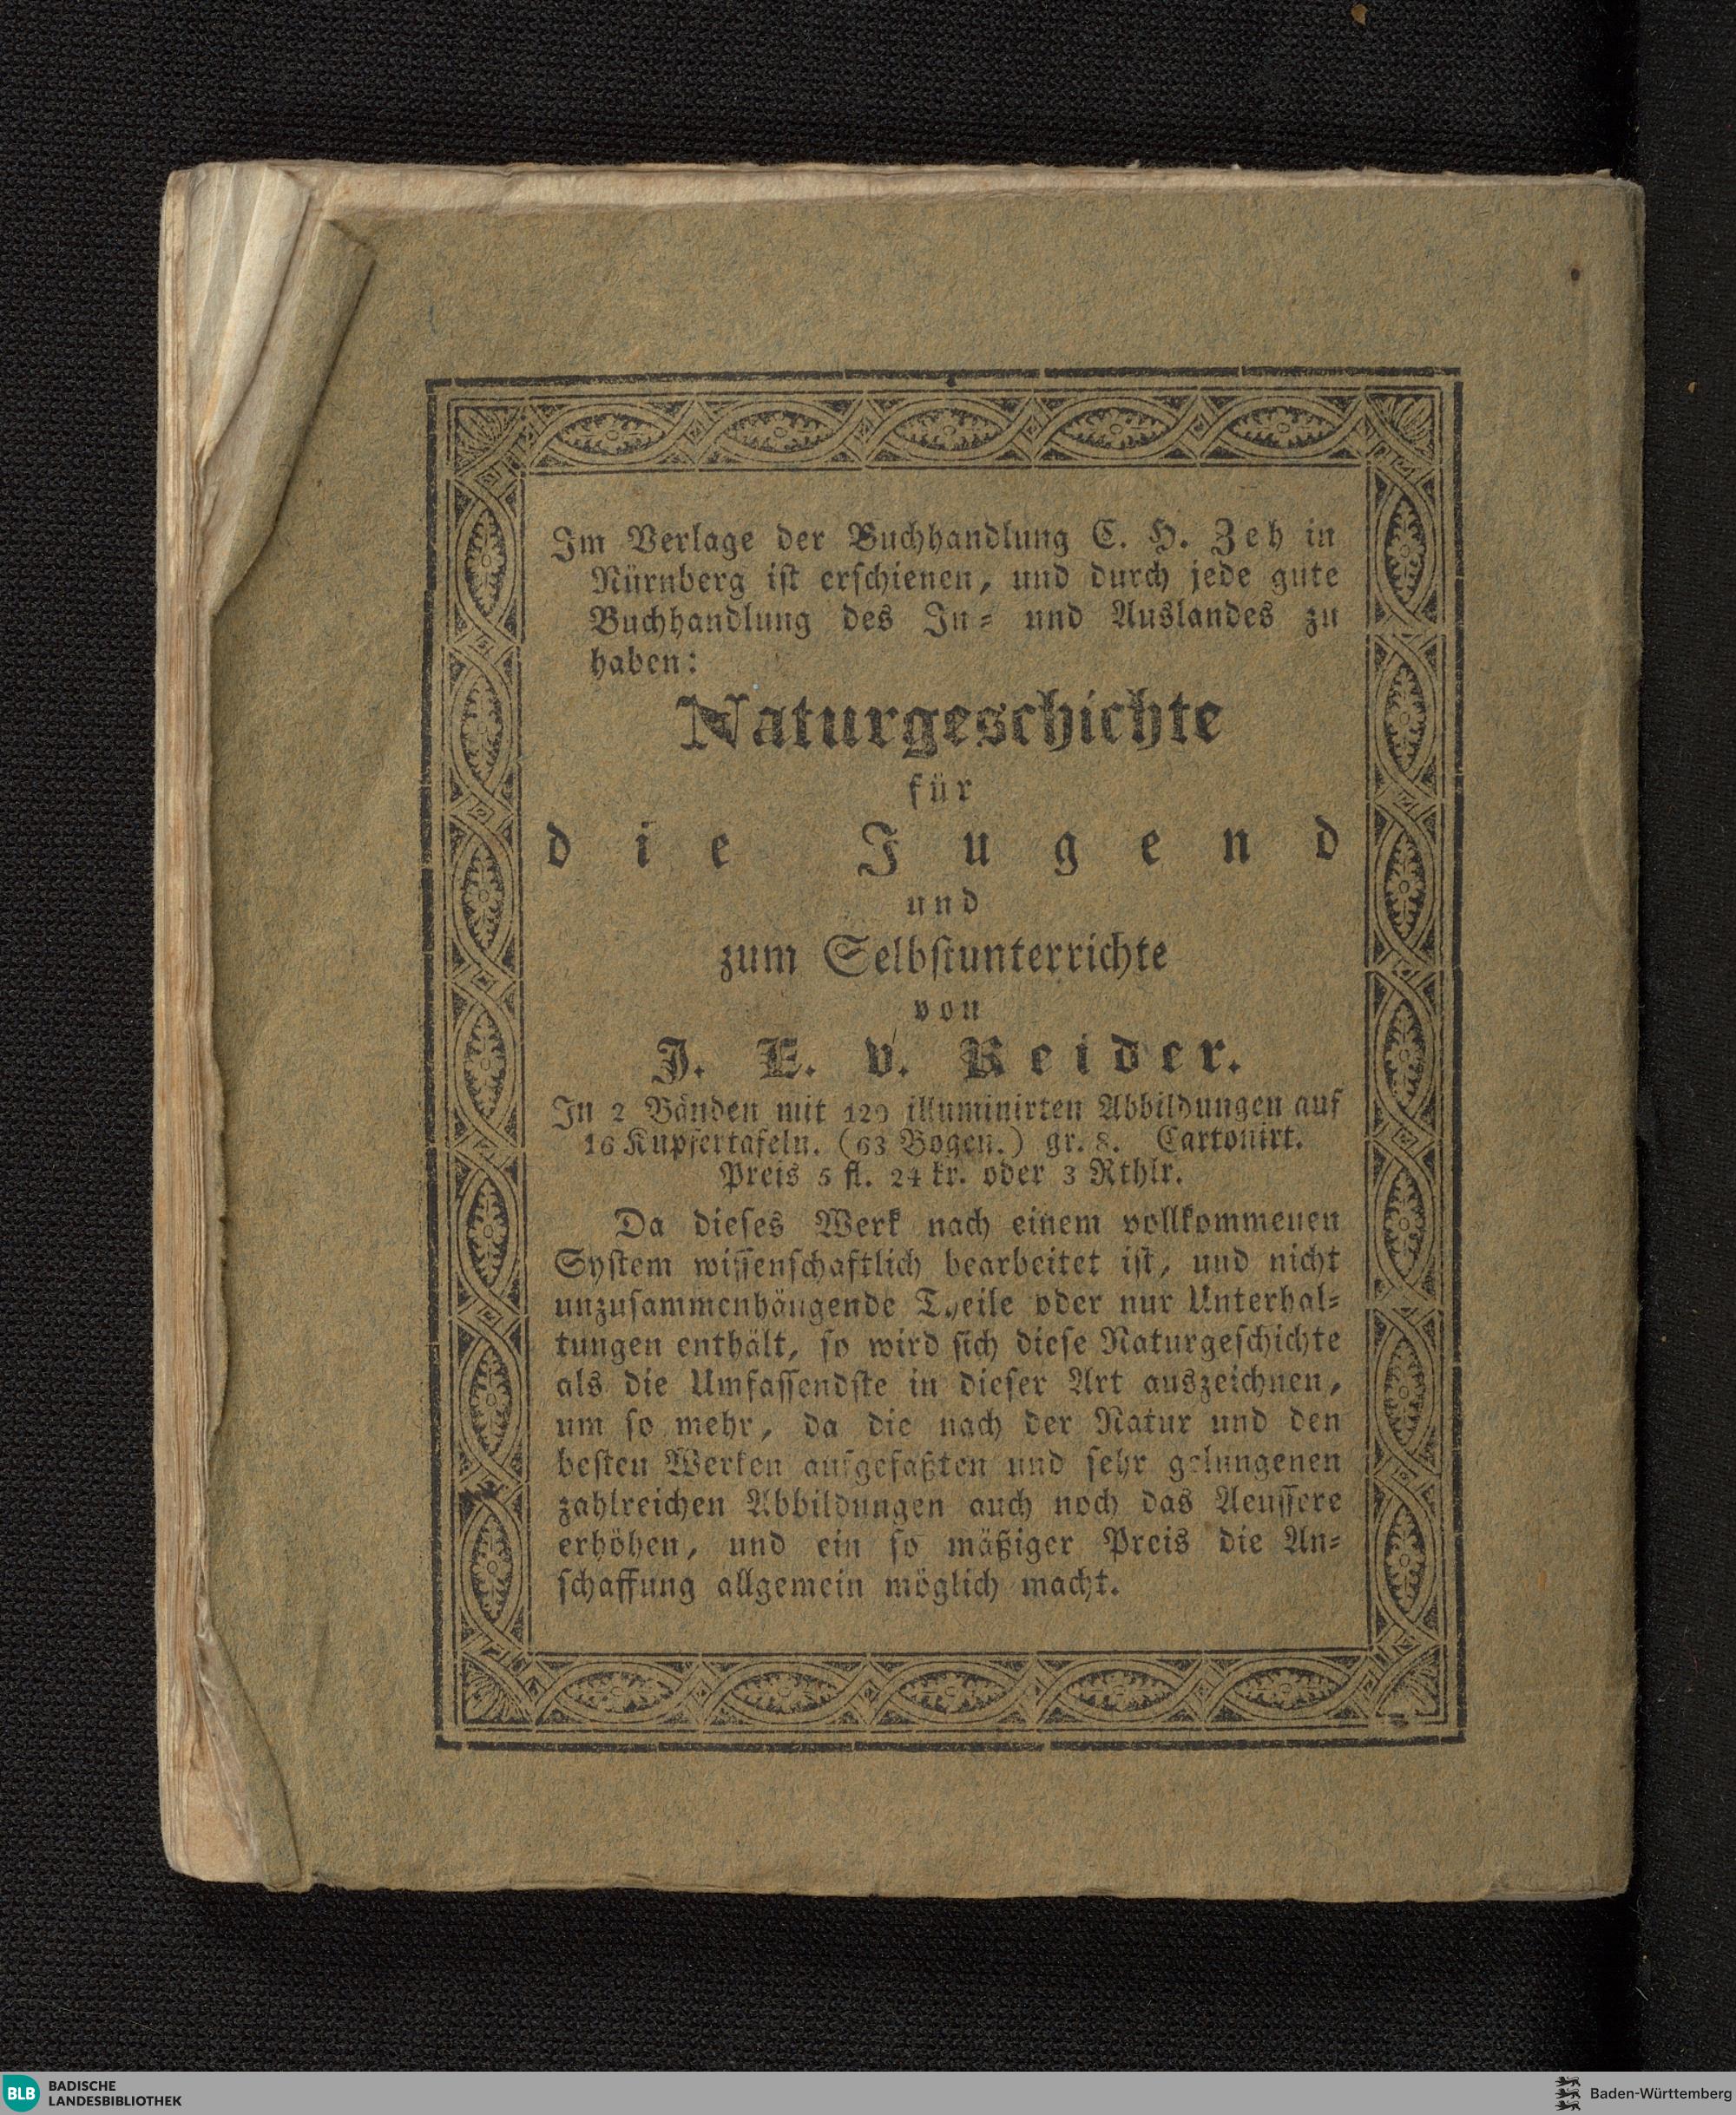 Im Verlage der Buchhandlung C. H. Zeh in
Nürnberg ist erschienen, und durch jede gute
Buchhandlung des In= und Auslandes zu
haben:
Naturgeschichte
für
die Jugend
und
zum Selbstunterrichte
von
J. E. v. Reider.
In 2 Bänden mit 120 illuminirten Abbildungen auf
16 Kupfertafeln. (63 Bogen.) gr. 8. Cartonirt.
Preis 5 fl. 24 kr. oder 3 Rthlr.
Da dieses Werk nach einem vollkommenen
System wissenschaftlich bearbeitet ist, und nicht
unzusammenhängende Theile oder nur Unterhal=
tungen enthält, so wird sich diese Naturgeschichte
als die Umfassendste in dieser Art auszeichnen,
um so mehr, da die nach der Natur und den
besten Werken aufgefaßten und sehr gelungenen
zahlreichen Abbildungen auch noch das Aeussere
erhöhen, und ein so mäßiger Preis die An=
schaffung allgemein möglich macht.
BLB BADISCHE
LANDESBIBLIOTHEK
Baden-Württemberg